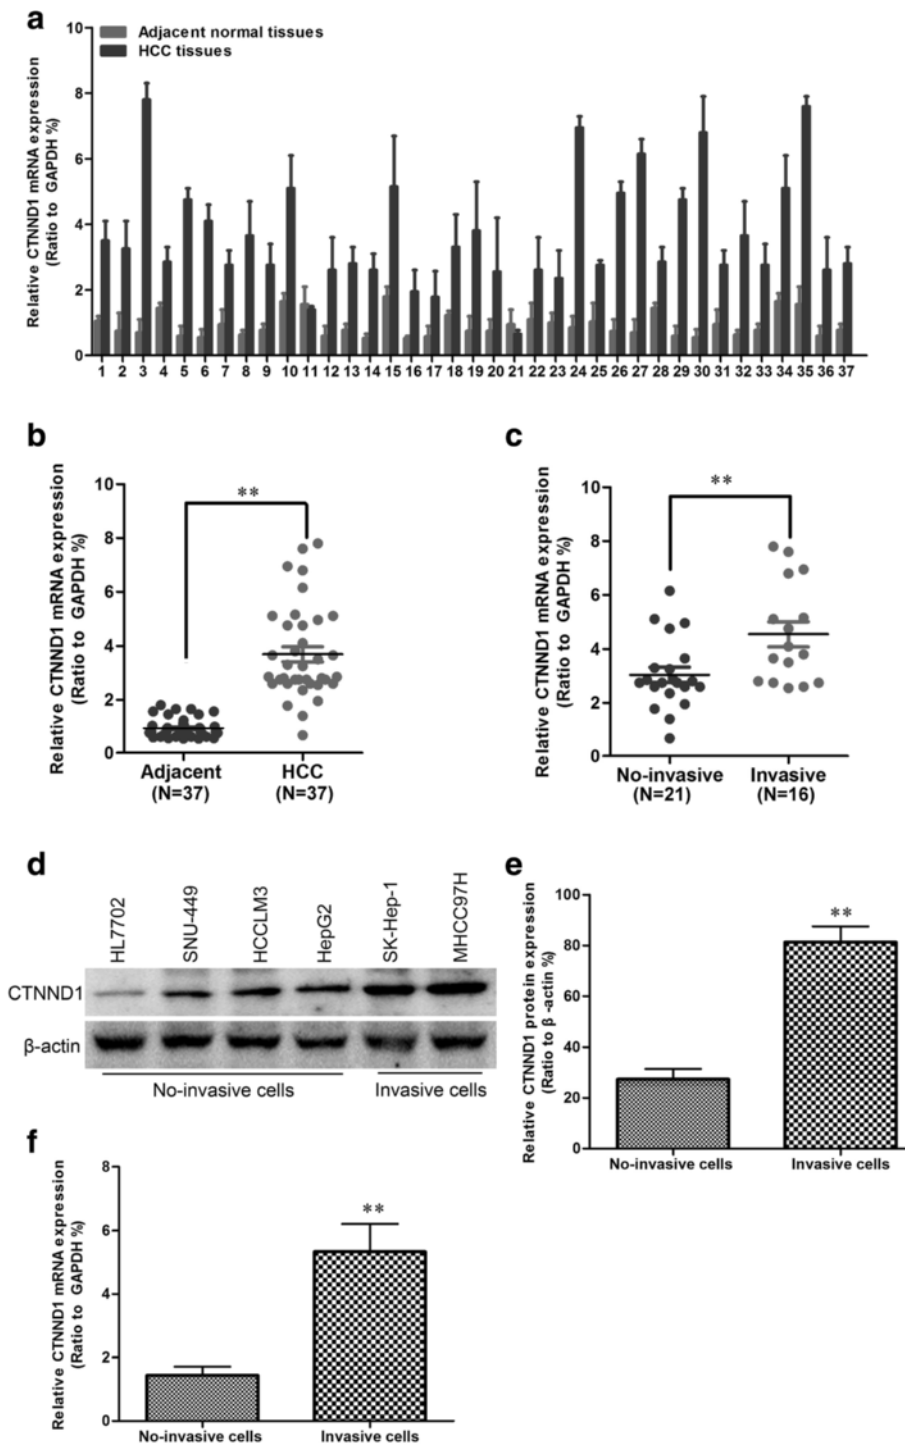 a
Adjacent normal tissues
HCC tissues
Relative CTNND1 mRNA expression
(Ratio to GAPDH %)
10
8
6
4
2
0
1 2 3 4 5 6 7 8 9 10 11 12 13 14 15 16 17 18 19 20 21 22 23 24 25 26 27 28 29 30 31 32 33 34 35 36 37
b
Relative CTNND1 mRNA expression
(Ratio to GAPDH %)
10
8
6
4
2
0
**
Adjacent HCC
(N=37) (N=37)
c
Relative CTNND1 mRNA expression
(Ratio to GAPDH %)
10
8
6
4
2
0
**
No-invasive Invasive
(N=21) (N=16)
d
HL7702 SNU-449 HCCLM3 HepG2 SK-Hep-1 MHCC97H
CTNND1
β-actin
No-invasive cells Invasive cells
e
Relative CTNND1 protein expression
(Ratio to β -actin %)
100
80
60
40
20
0
**
No-invasive cells Invasive cells
f
Relative CTNND1 mRNA expression
(Ratio to GAPDH %)
8
6
4
2
0
**
No-invasive cells Invasive cells